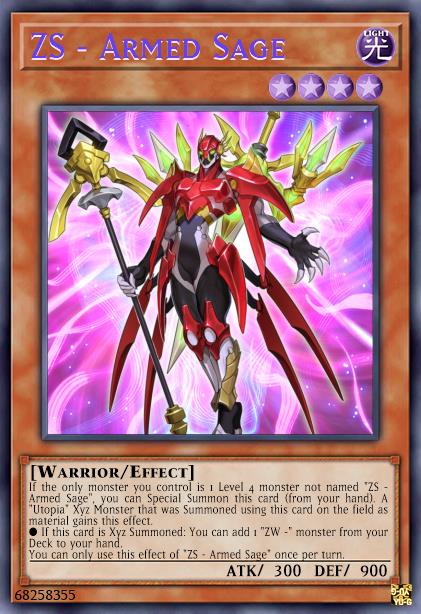 ZS - Armed Sage
LIGHT
光
[Warrior/Effect]
If the only monster you control is 1 Level 4 monster not named "ZS -
Armed Sage", you can Special Summon this card (from your hand). A
"Utopia" Xyz Monster that was Summoned using this card on the field as
material gains this effect.
● If this card is Xyz Summoned: You can add 1 "ZW -" monster from your
Deck to your hand.
You can only use this effect of "ZS - Armed Sage" once per turn.
ATK/ 300 DEF/ 900
68258355